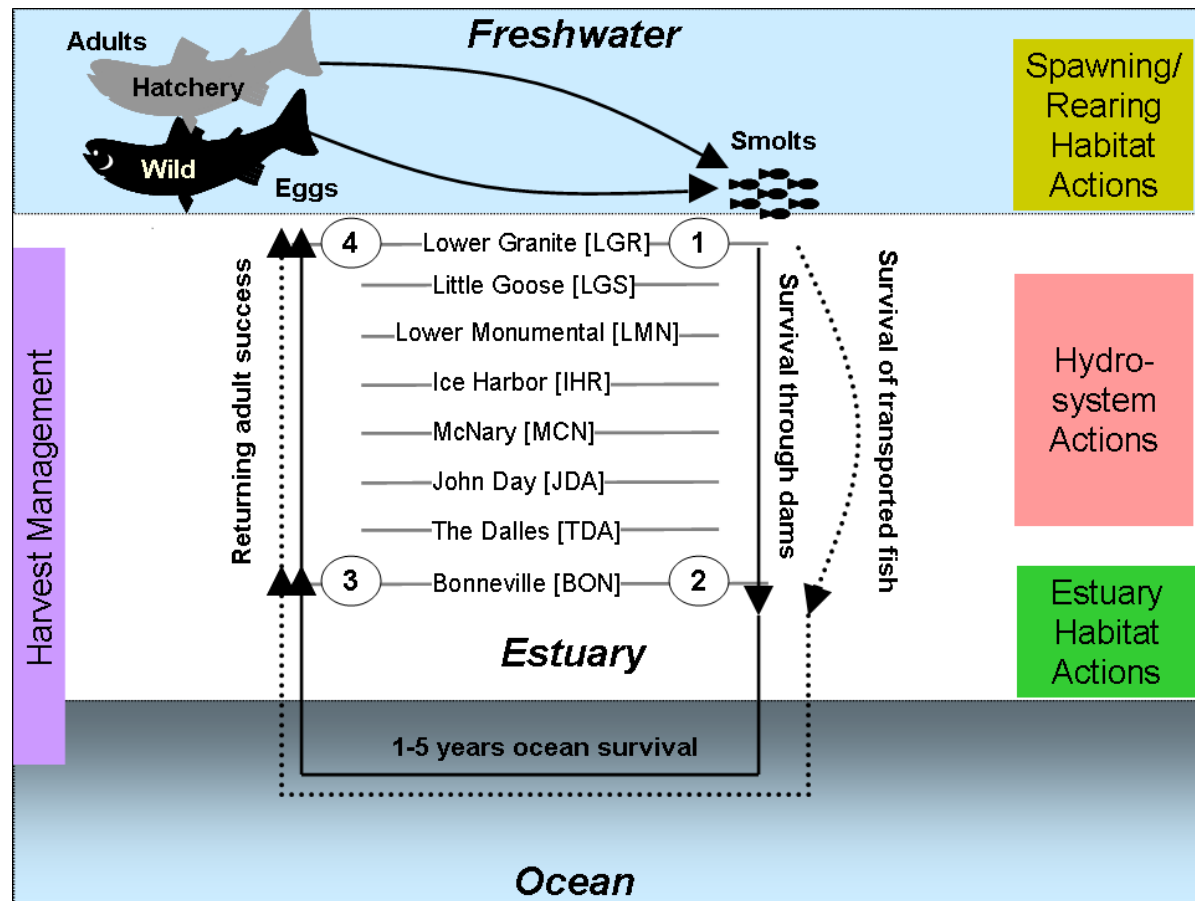 Freshwater
Adults
Hatchery
Wild
Eggs
Smolts
Spawning/
Rearing
Habitat
Actions
4 Lower Granite [LGR] 1
Little Goose [LGS]
Lower Monumental [LMN]
Ice Harbor [IHR]
McNary [MCN]
John Day [JDA]
The Dalles [TDA]
3 Bonneville [BON] 2
Harvest Management
Returning adult success
Survival through dams
Survival of transported fish
Hydro-
system
Actions
Estuary
Habitat
Actions
Estuary
1-5 years ocean survival
Ocean